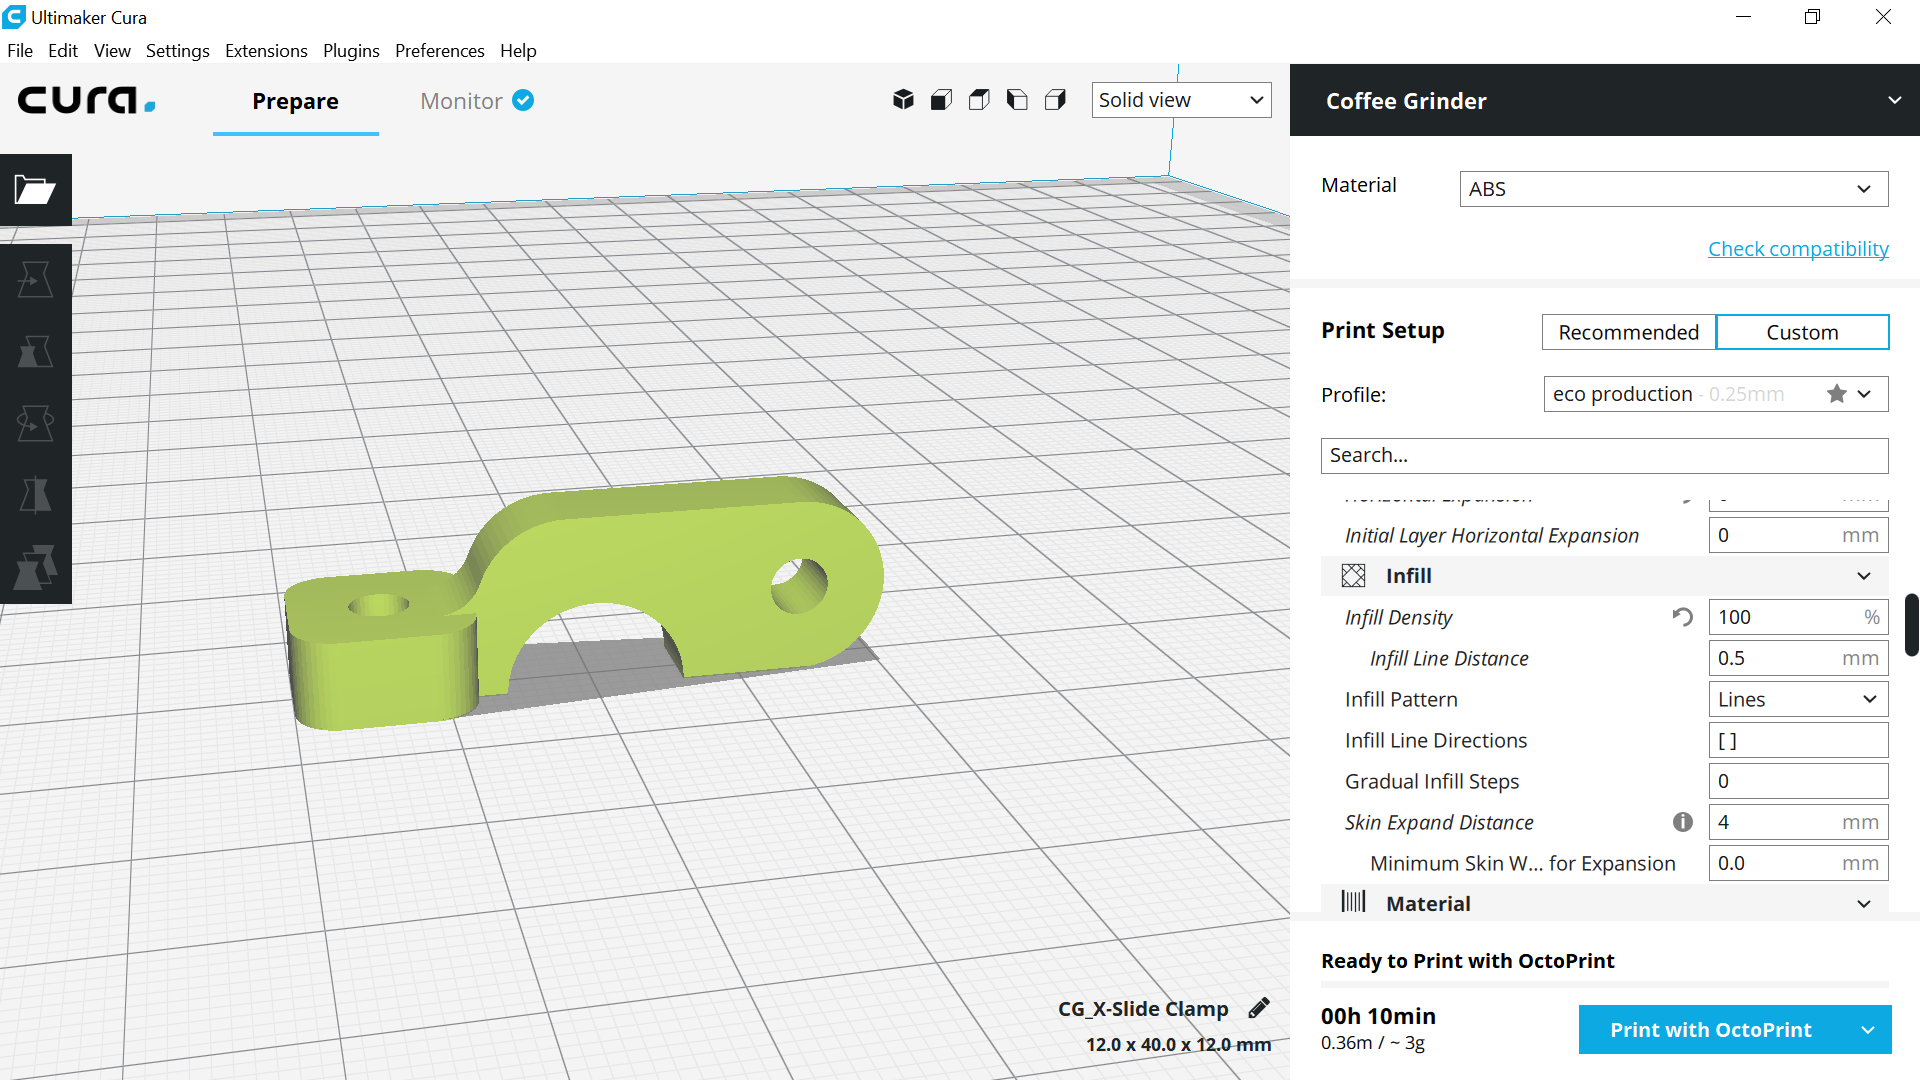 Ultimaker Cura
File Edit View Settings Extensions Plugins Preferences Help
cura.
Prepare
Monitor
Solid view
Coffee Grinder
Material
ABS
Check compatibility
Print Setup
Recommended
Custom
Profile:
eco production - 0.25mm
Search...
Initial Layer Horizontal Expansion
0 mm
Infill
Infill Density
100 %
Infill Line Distance
0.5 mm
Infill Pattern
Lines
Infill Line Directions
[ ]
Gradual Infill Steps
0
Skin Expand Distance
4 mm
Minimum Skin W... for Expansion
0.0 mm
Material
Ready to Print with OctoPrint
00h 10min
0.36m / ~ 3g
Print with OctoPrint
CG_X-Slide Clamp
12.0 x 40.0 x 12.0 mm